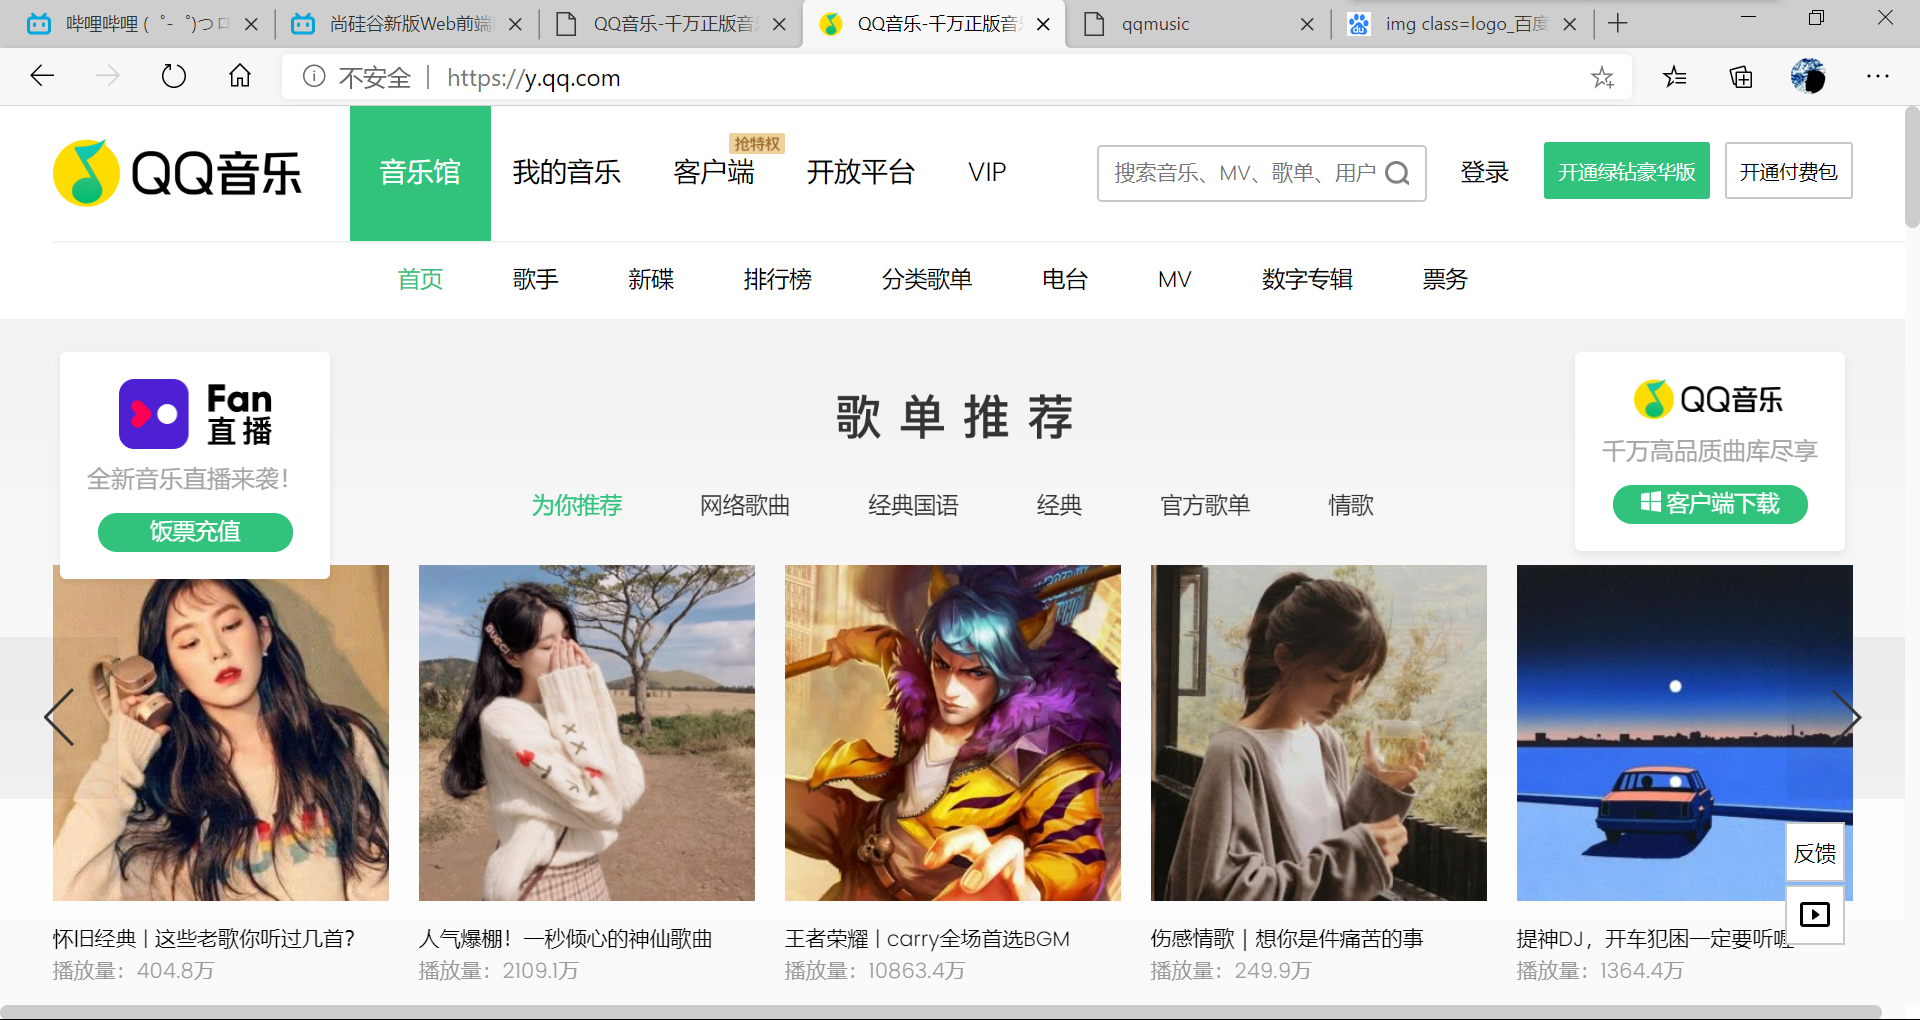 哔哩哔哩 (゜-゜)つロ
尚硅谷新版Web前端
QQ音乐-千万正版音乐
QQ音乐-千万正版音乐
qqmusic
img class=logo_百度
不安全 | https://y.qq.com
QQ音乐
音乐馆
我的音乐
客户端
抢特权
开放平台
VIP
搜索音乐、MV、歌单、用户
登录
开通绿钻豪华版
开通付费包
首页
歌手
新碟
排行榜
分类歌单
电台
MV
数字专辑
票务
Fan
直播
全新音乐直播来袭！
饭票充值
歌单推荐
QQ音乐
千万高品质曲库尽享
客户端下载
为你推荐
网络歌曲
经典国语
经典
官方歌单
情歌
GUCCI
反馈
怀旧经典 | 这些老歌你听过几首？
人气爆棚！一秒倾心的神仙歌曲
王者荣耀 | carry全场首选BGM
伤感情歌 | 想你是件痛苦的事
提神DJ，开车犯困一定要听喔
播放量：404.8万
播放量：2109.1万
播放量：10863.4万
播放量：249.9万
播放量：1364.4万